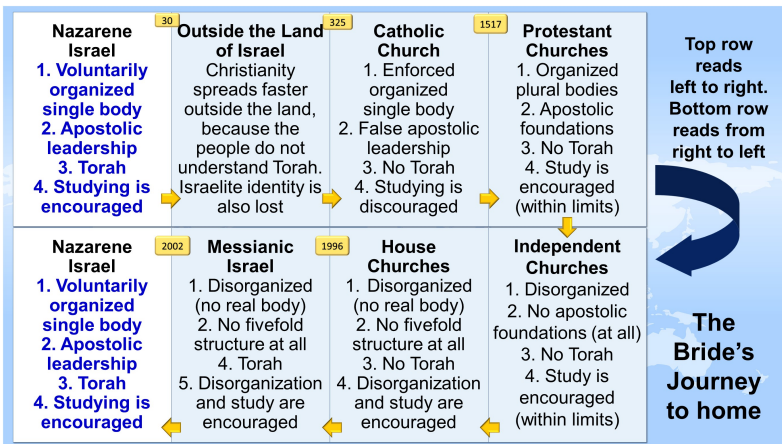 30
325
1517
Nazarene
Israel
1. Voluntarily
organized
single body
2. Apostolic
leadership
3. Torah
4. Studying is
encouraged
Outside the Land
of Israel
Christianity
spreads faster
outside the land,
because the
people do not
understand Torah.
Israelite identity is
also lost
Catholic
Church
1. Enforced
organized
single body
2. False apostolic
leadership
3. No Torah
4. Studying is
discouraged
Protestant
Churches
1. Organized
plural bodies
2. Apostolic
foundations
3. No Torah
4. Study is
encouraged
(within limits)
Top row
reads
left to right.
Bottom row
reads from
right to left
2002
1996
Nazarene
Israel
1. Voluntarily
organized
single body
2. Apostolic
leadership
3. Torah
4. Studying is
encouraged
Messianic
Israel
1. Disorganized
(no real body)
2. No fivefold
structure at all
4. Torah
5. Disorganization
and study are
encouraged
House
Churches
1. Disorganized
(no real body)
2. No fivefold
structure at all
3. No Torah
4. Disorganization
and study are
encouraged
Independent
Churches
1. Disorganized
2. No apostolic
foundations (at all)
3. No Torah
4. Study is
encouraged
(within limits)
The
Bride's
Journey
to home